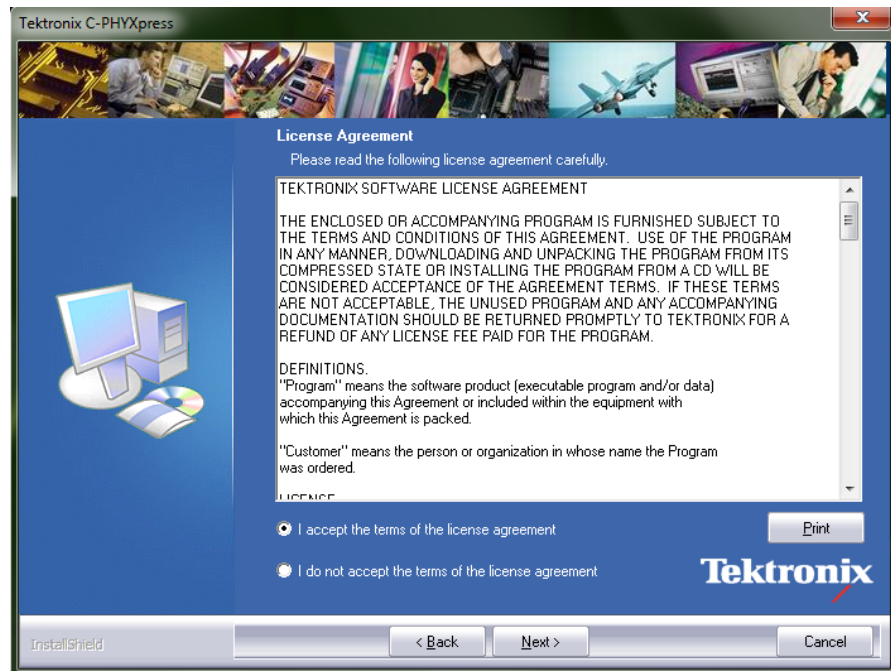 Tektronix C-PHYXpress
License Agreement
Please read the following license agreement carefully.
TEKTRONIX SOFTWARE LICENSE AGREEMENT
THE ENCLOSED OR ACCOMPANYING PROGRAM IS FURNISHED SUBJECT TO
THE TERMS AND CONDITIONS OF THIS AGREEMENT. USE OF THE PROGRAM
IN ANY MANNER, DOWNLOADING AND UNPACKING THE PROGRAM FROM ITS
COMPRESSED STATE OR INSTALLING THE PROGRAM FROM A CD WILL BE
CONSIDERED ACCEPTANCE OF THE AGREEMENT TERMS. IF THESE TERMS
ARE NOT ACCEPTABLE, THE UNUSED PROGRAM AND ANY ACCOMPANYING
DOCUMENTATION SHOULD BE RETURNED PROMPTLY TO TEKTRONIX FOR A
REFUND OF ANY LICENSE FEE PAID FOR THE PROGRAM.
DEFINITIONS.
"Program" means the software product (executable program and/or data)
accompanying this Agreement or included within the equipment with
which this Agreement is packed.
"Customer" means the person or organization in whose name the Program
was ordered.
LICENSE
I accept the terms of the license agreement
Print
I do not accept the terms of the license agreement
Tektronix
InstallShield
< Back
Next >
Cancel